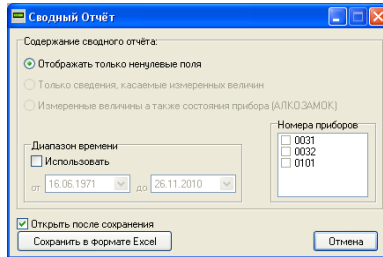 Сводный Отчёт
Содержание сводного отчёта:
Отображать только ненулевые поля
Только сведения, касаемые измеренных величин
Измеренные величины а также состояния прибора (АЛКОЗАМОК)
Диапазон времени
Использовать
от 16.06.1971 до 26.11.2010
Номера приборов
0031
0032
0101
Открыть после сохранения
Сохранить в формате Excel
Отмена